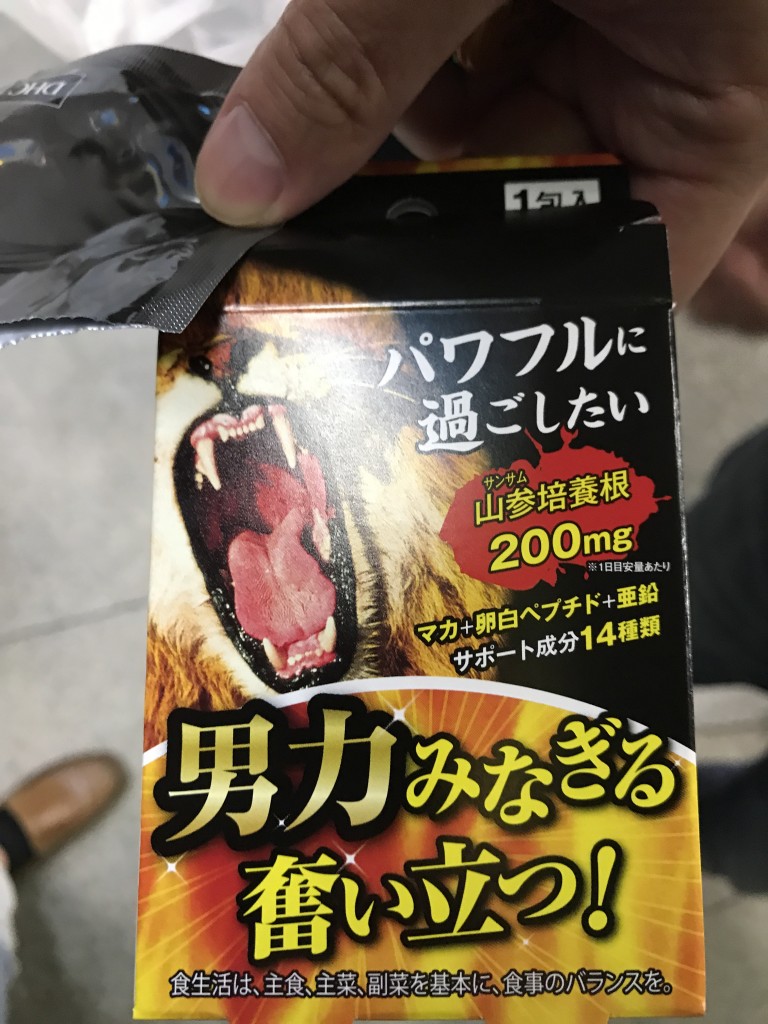 DHC
1包入
パワフルに
過ごしたい
サンサム
山参培養根
200mg
※1日目安量あたり
マカ+卵白ペプチド+亜鉛
サポート成分14種類
男力みなぎる
奮い立つ!
食生活は、主食、主菜、副菜を基本に、食事のバランスを。